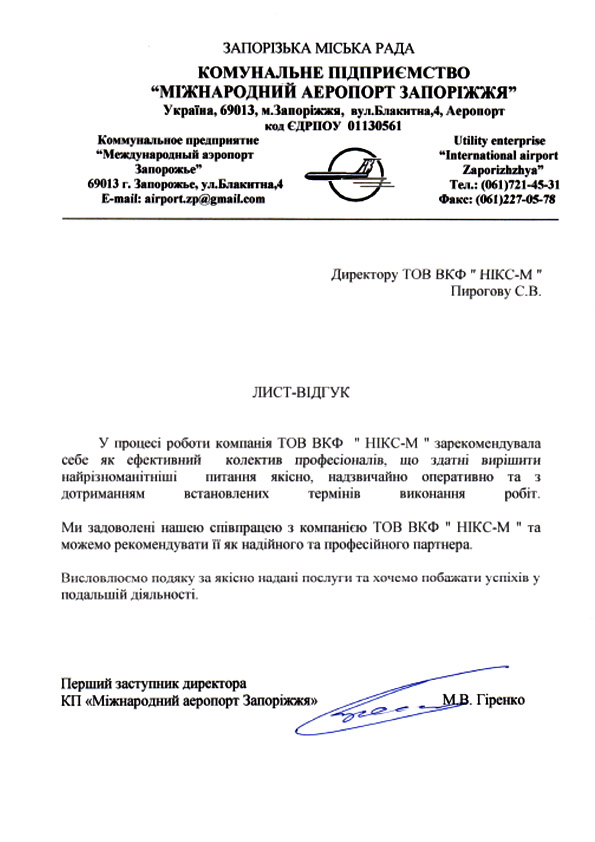 ЗАПОРІЗЬКА МІСЬКА РАДА
КОМУНАЛЬНЕ ПІДПРИЄМСТВО
“МІЖНАРОДНИЙ АЕРОПОРТ ЗАПОРІЖЖЯ”
Україна, 69013, м.Запоріжжя, вул.Блакитна,4, Аеропорт
код ЄДРПОУ 01130561
Коммунальное предприятие
“Международный аэропорт
Запорожье”
69013 г. Запорожье, ул.Блакитна,4
E-mail: airport.zp@gmail.com
ІІЗ
Utility enterprise
“International airport
Zaporizhzhya”
Тел.: (061)721-45-31
Факс: (061)227-05-78
Директору ТОВ ВКФ " НІКС-М "
Пирогову С.В.
ЛИСТ-ВІДГУК
У процесі роботи компанія ТОВ ВКФ " НІКС-М " зарекомендувала
себе як ефективний колектив професіоналів, що здатні вирішити
найрізноманітніші питання якісно, надзвичайно оперативно та з
дотриманням встановлених термінів виконання робіт.
Ми задоволені нашею співпрацею з компанією ТОВ ВКФ " НІКС-М " та
можемо рекомендувати її як надійного та професійного партнера.
Висловлюємо подяку за якісно надані послуги та хочемо побажати успіхів у
подальшій діяльності.
Перший заступник директора
КП «Міжнародний аеропорт Запоріжжя»
М.В. Гіренко